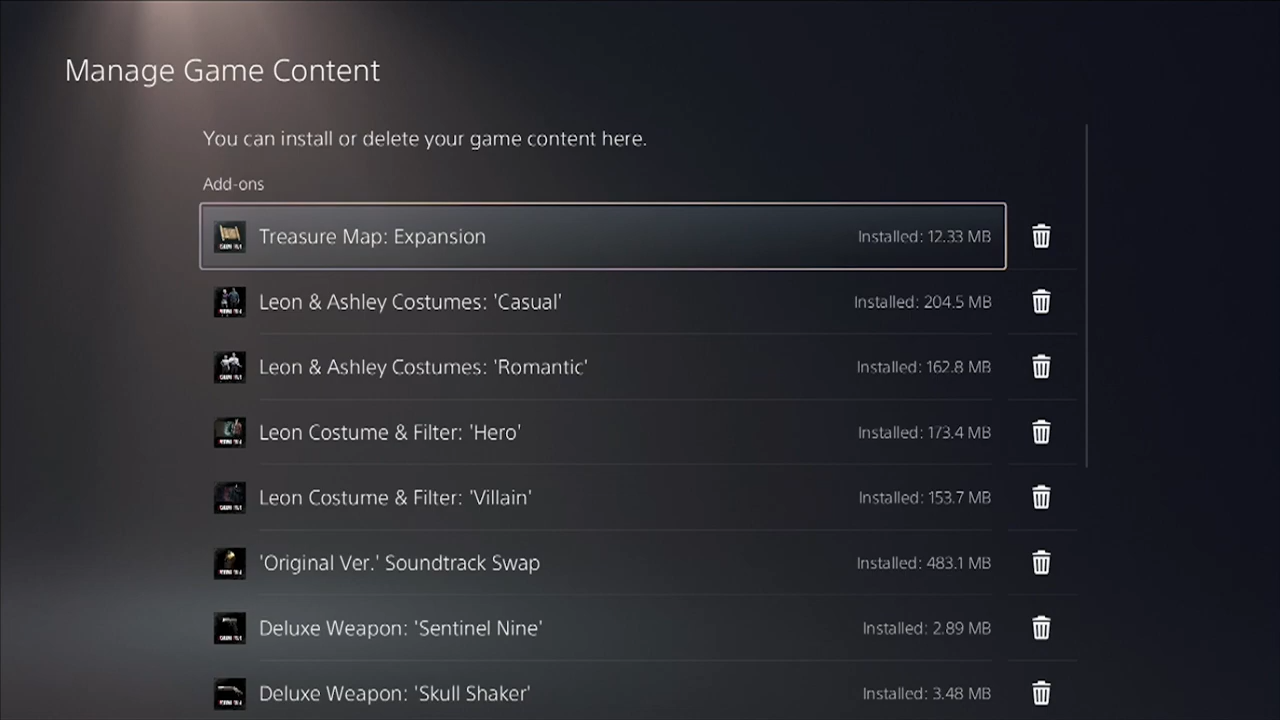 Manage Game Content
You can install or delete your game content here.
Add-ons
Treasure Map: Expansion Installed: 12.33 MB
Leon & Ashley Costumes: 'Casual' Installed: 204.5 MB
Leon & Ashley Costumes: 'Romantic' Installed: 162.8 MB
Leon Costume & Filter: 'Hero' Installed: 173.4 MB
Leon Costume & Filter: 'Villain' Installed: 153.7 MB
'Original Ver.' Soundtrack Swap Installed: 483.1 MB
Deluxe Weapon: 'Sentinel Nine' Installed: 2.89 MB
Deluxe Weapon: 'Skull Shaker' Installed: 3.48 MB